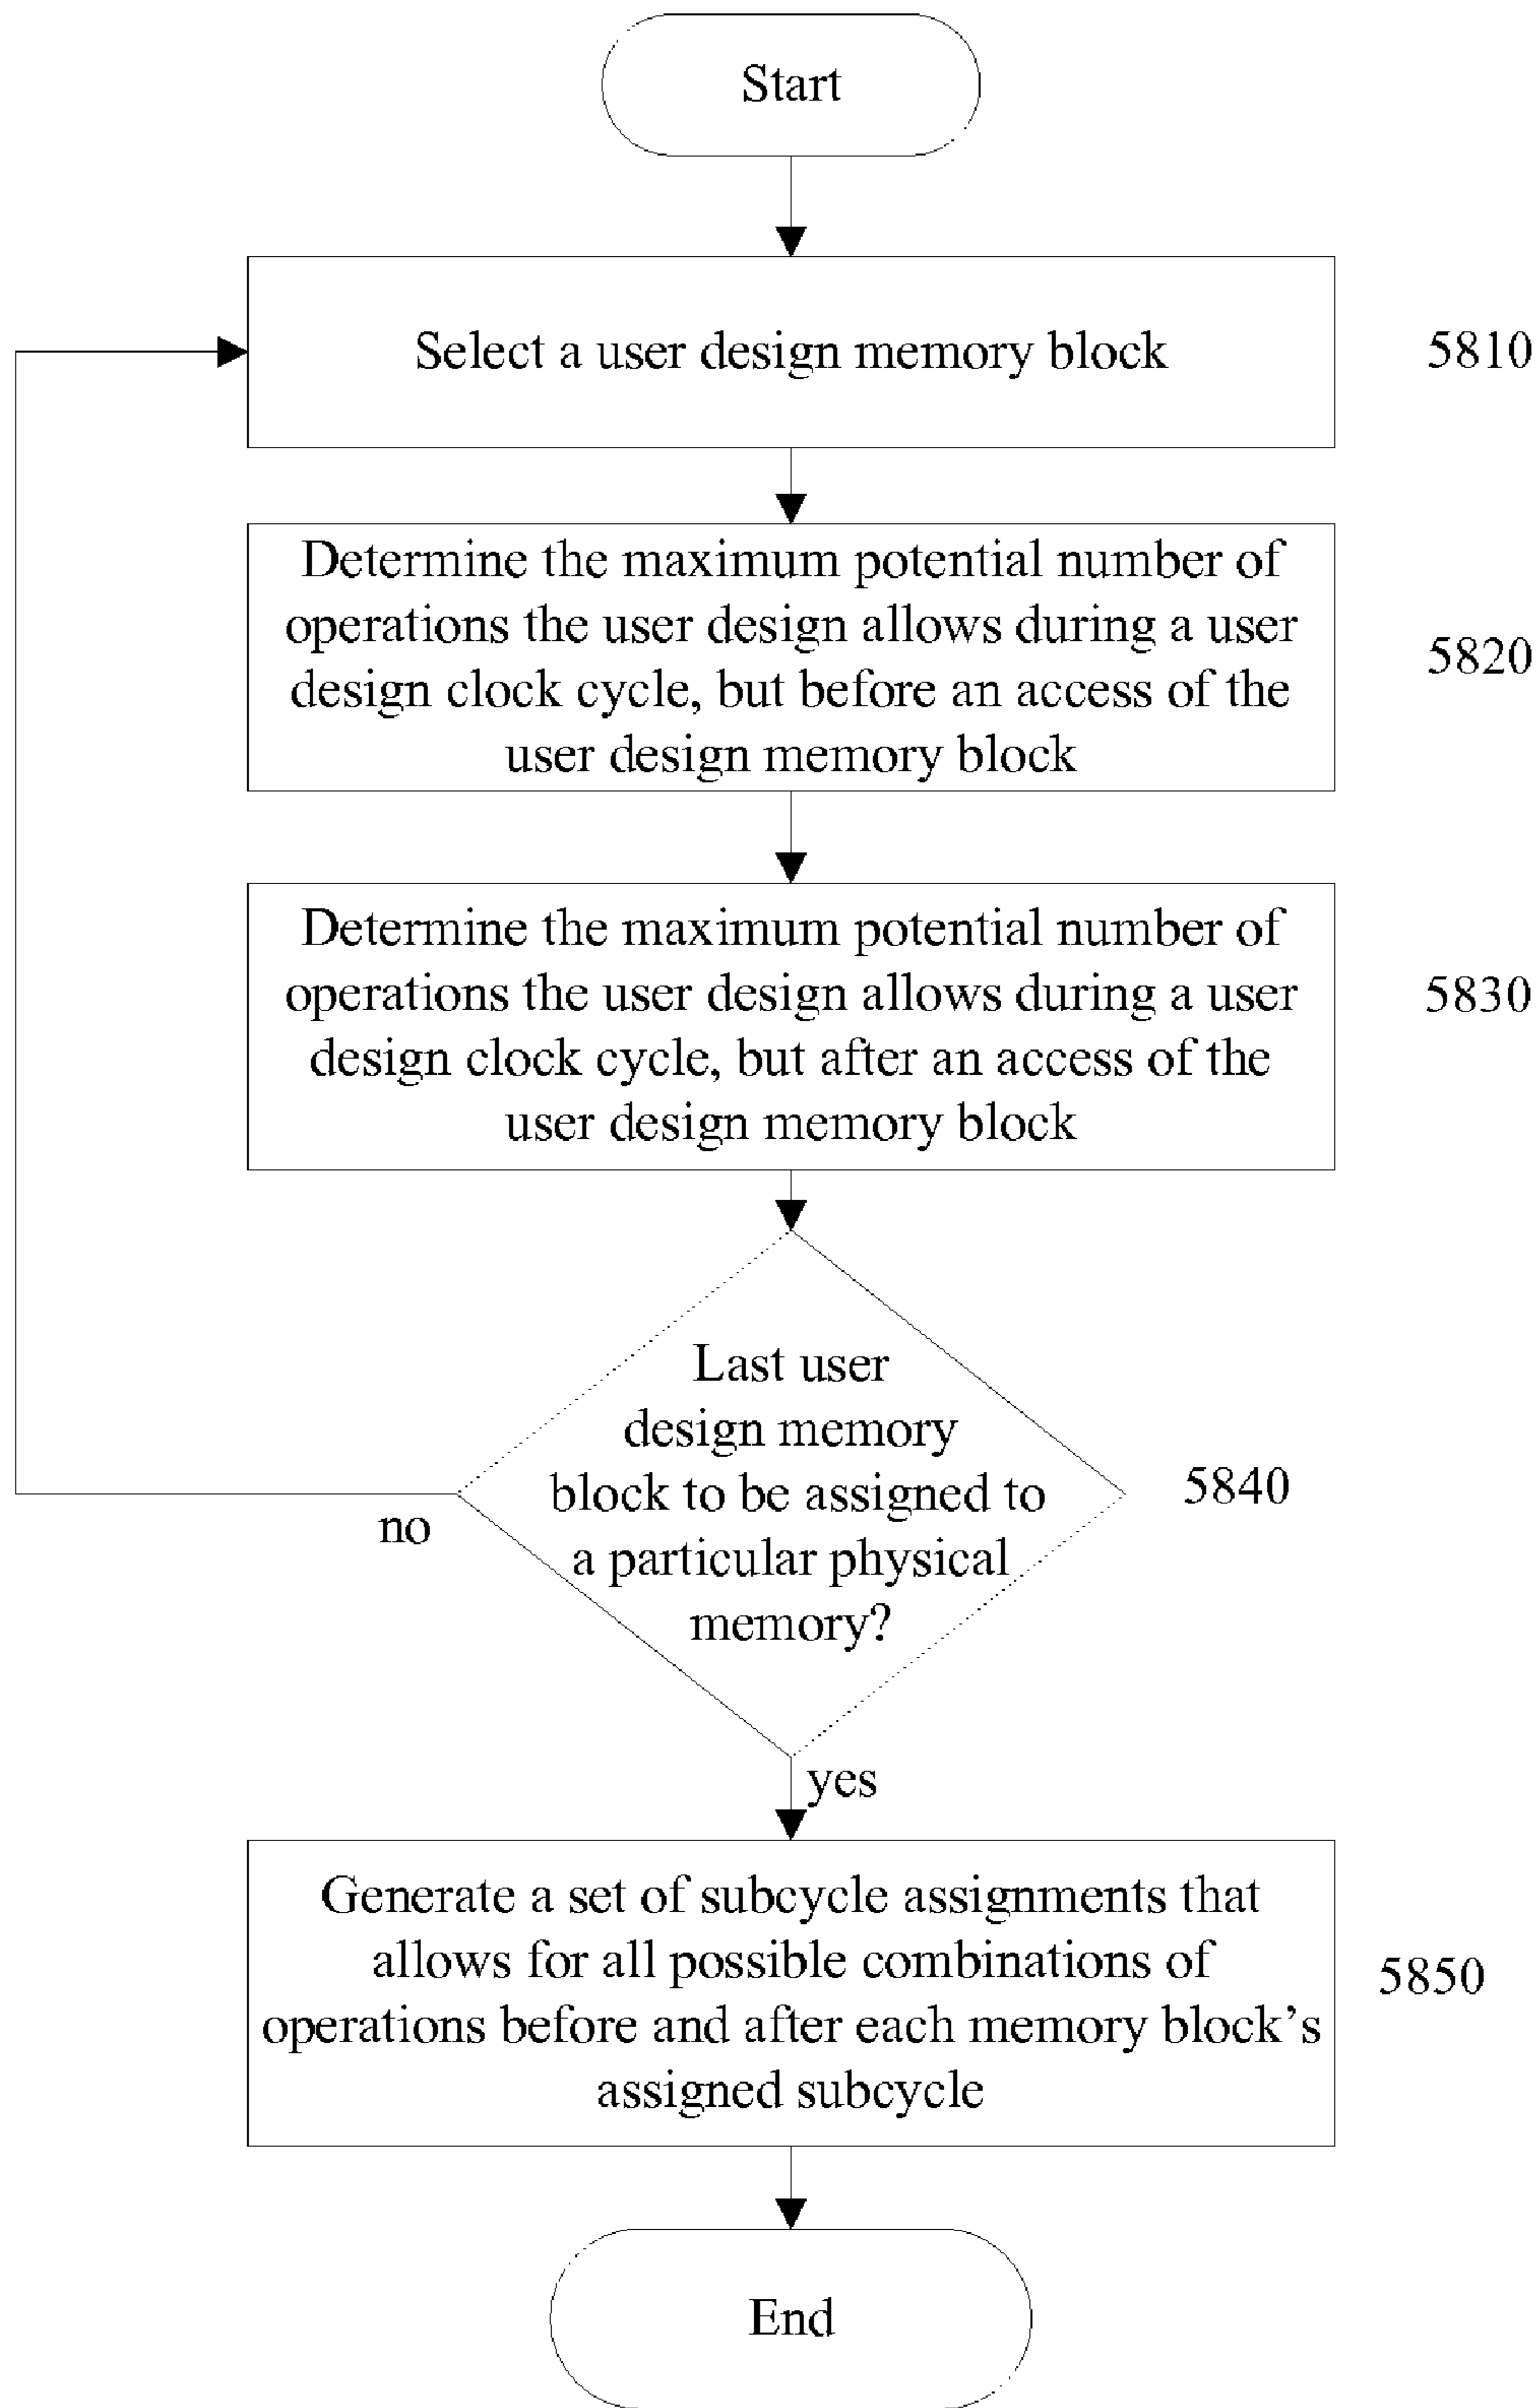 Start
Select a user design memory block
5810
Determine the maximum potential number of
operations the user design allows during a user
design clock cycle, but before an access of the
user design memory block
5820
Determine the maximum potential number of
operations the user design allows during a user
design clock cycle, but after an access of the
user design memory block
5830
Last user
design memory
block to be assigned to
a particular physical
memory?
5840
no
yes
Generate a set of subcycle assignments that
allows for all possible combinations of
operations before and after each memory block’s
assigned subcycle
5850
End